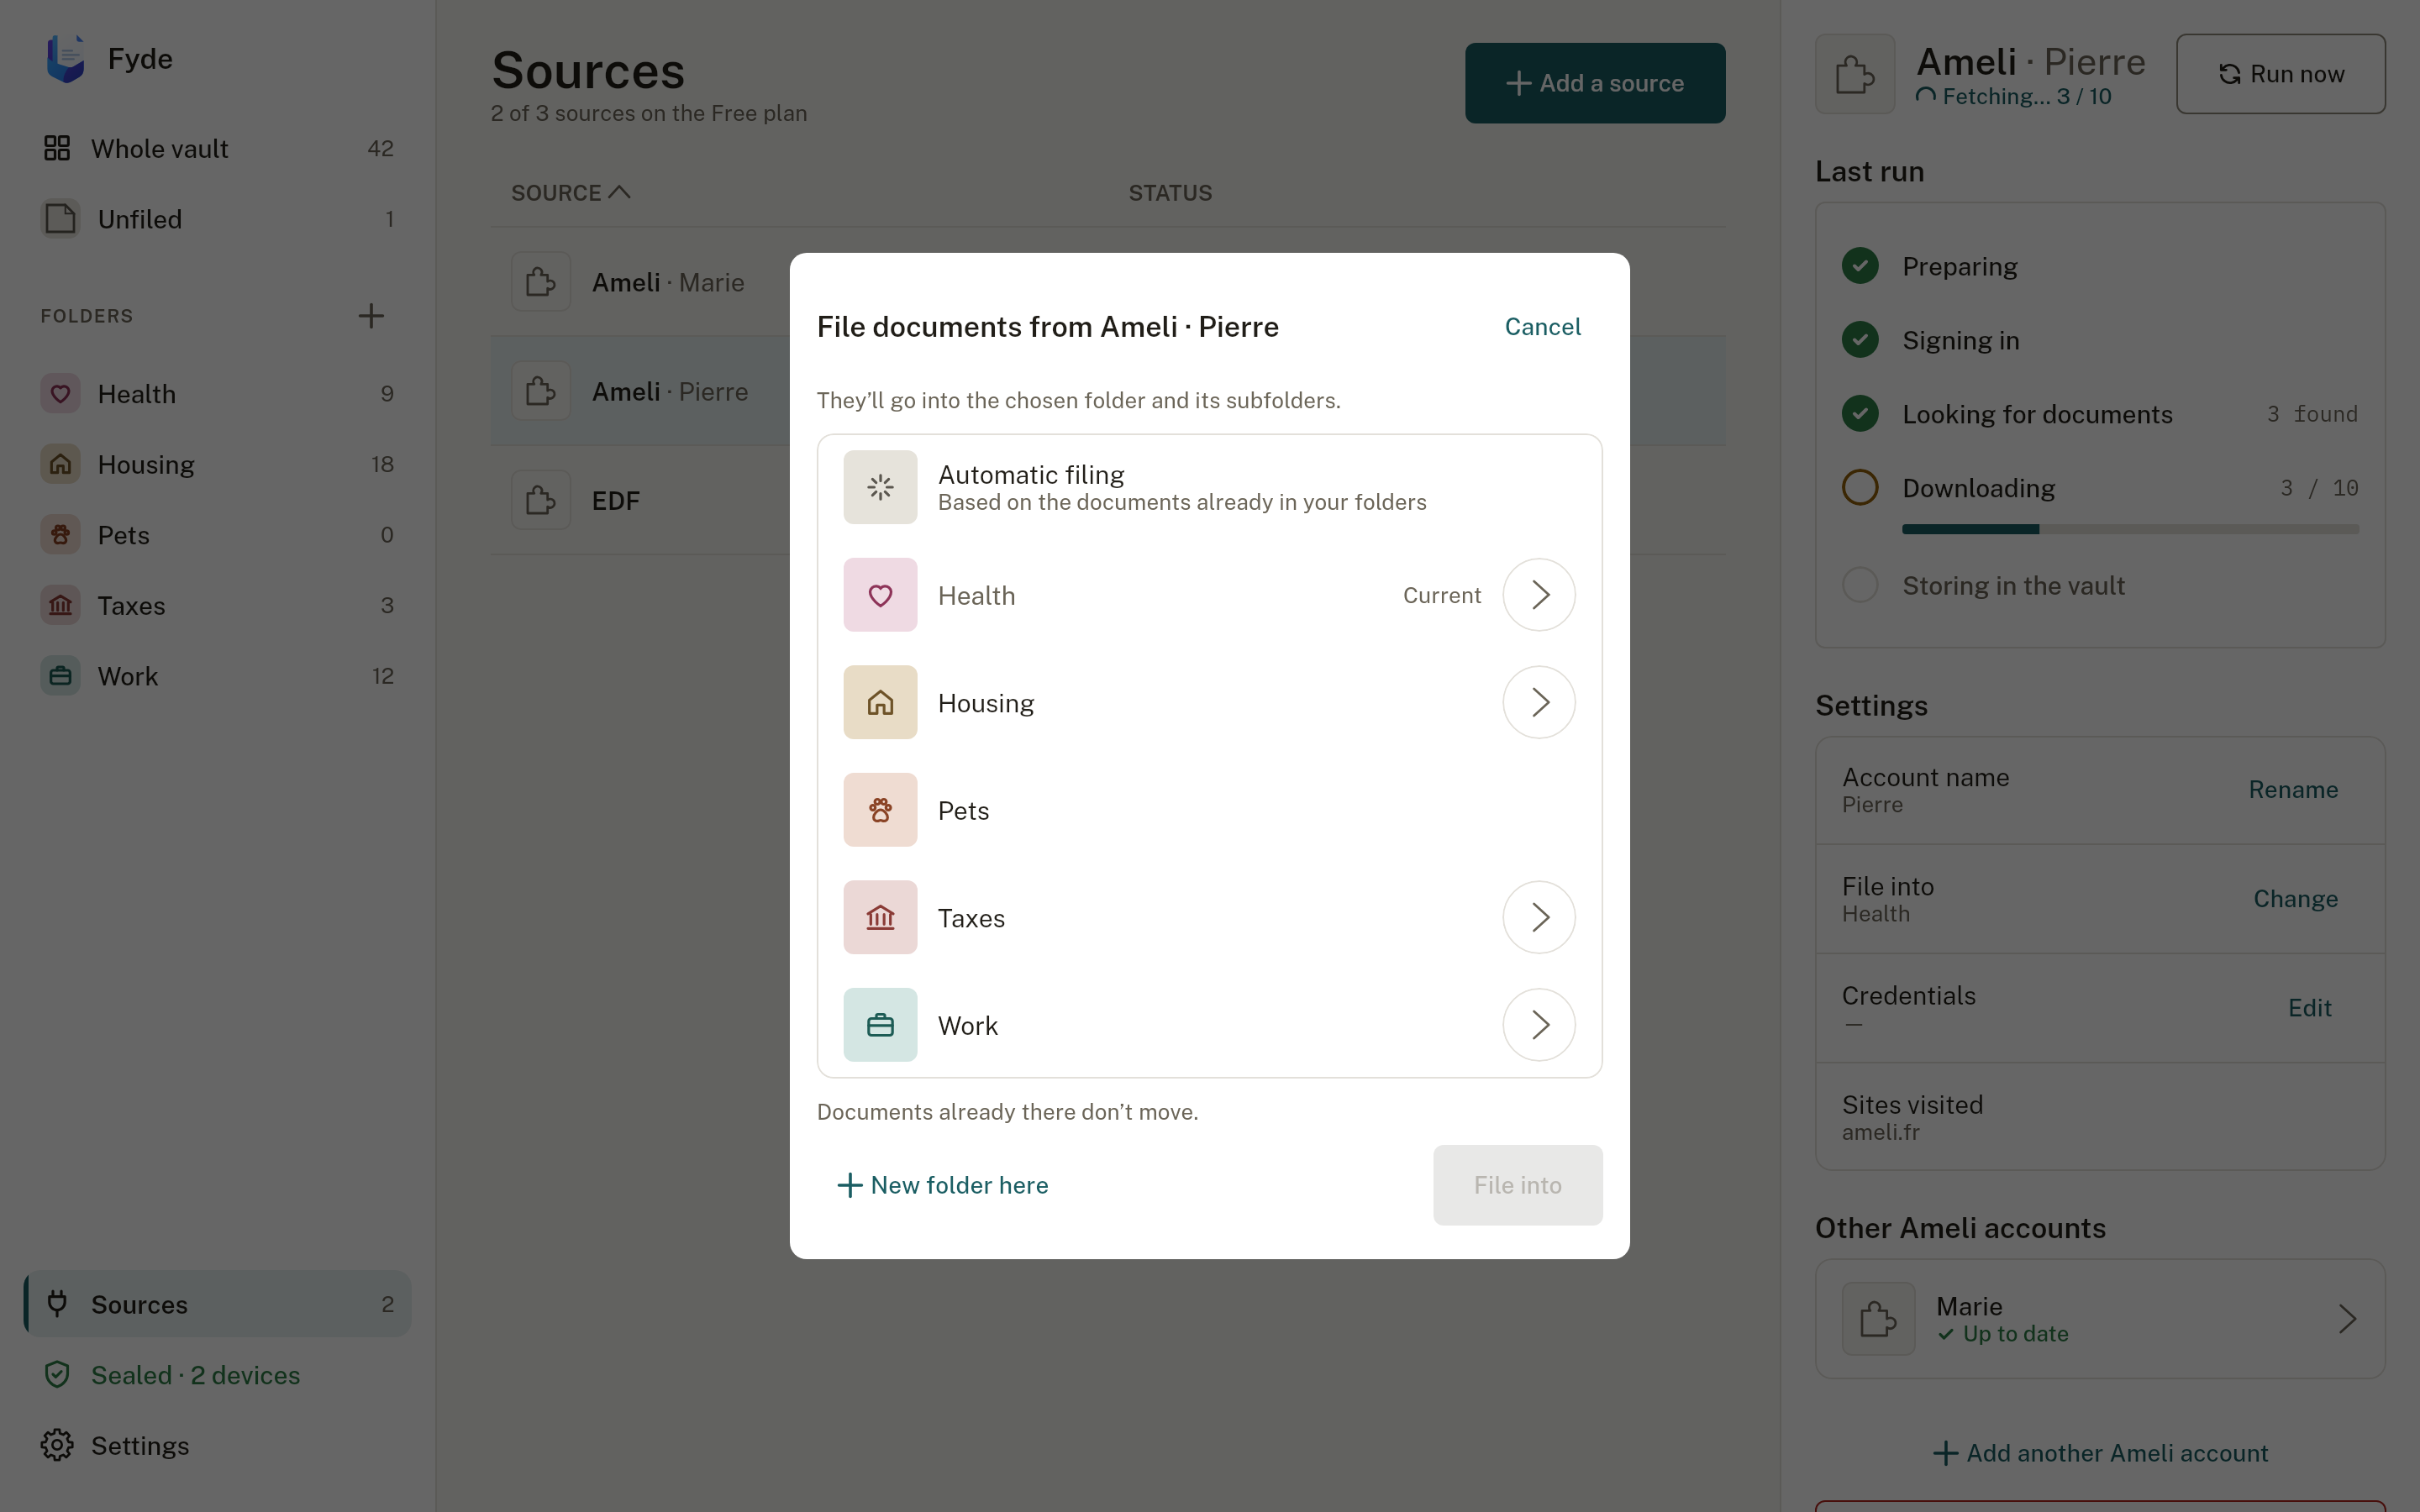 Fyde
Whole vault 42
Unfiled 1
FOLDERS
Health 9
Housing 18
Pets 0
Taxes 3
Work 12
Sources 2
Sealed · 2 devices
Settings
Sources
2 of 3 sources on the Free plan
Add a source
SOURCE STATUS
Ameli · Marie
Ameli · Pierre
EDF
File documents from Ameli · Pierre
Cancel
They’ll go into the chosen folder and its subfolders.
Automatic filing
Based on the documents already in your folders
Health Current
Housing
Pets
Taxes
Work
Documents already there don’t move.
New folder here
File into
Ameli · Pierre
Fetching… 3 / 10
Run now
Last run
Preparing
Signing in
Looking for documents 3 found
Downloading 3 / 10
Storing in the vault
Settings
Account name
Pierre
Rename
File into
Health
Change
Credentials
—
Edit
Sites visited
ameli.fr
Other Ameli accounts
Marie
Up to date
Add another Ameli account